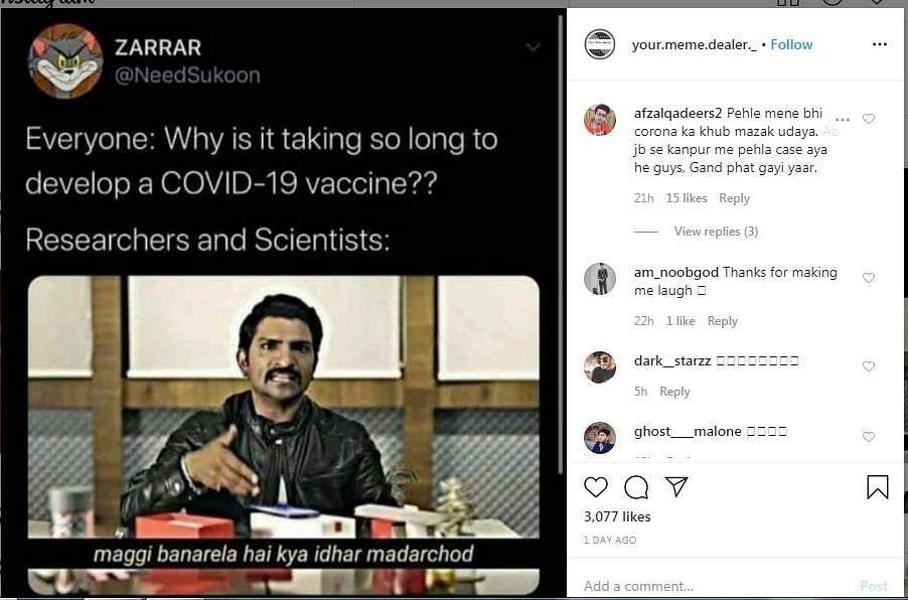 ZARRAR
@NeedSukoon
Everyone: Why is it taking so long to
develop a COVID-19 vaccine??
Researchers and Scientists:
maggi banarela hai kya idhar madarchod
your.meme.dealer._ • Follow
afzalqadeers2 Pehle mene bhi
corona ka khub mazak udaya. Ab
jb se kanpur me pehla case aya
he guys, Gand phat gayi yaar.
21h 15 likes Reply
View replies (3)
am_noobgod Thanks for making
me laugh
22h 1 like Reply
dark__starzz
5h Reply
ghost___malone
3,077 likes
1 DAY AGO
Add a comment... Post